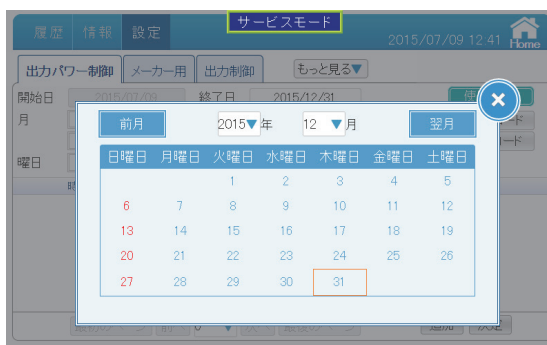 サービスモード
履歴 情報 設定 2015/07/09 12:41 Home
出力パワー制御 メーカー用 出力制御 もっと見る▼
開始日 2015/07/09 終了日 2015/12/31
月
曜日
前月 2015▼年 12 ▼月 翌月
日曜日 月曜日 火曜日 水曜日 木曜日 金曜日 土曜日
1 2 3 4 5
6 7 8 9 10 11 12
13 14 15 16 17 18 19
20 21 22 23 24 25 26
27 28 29 30 31
追加 決定